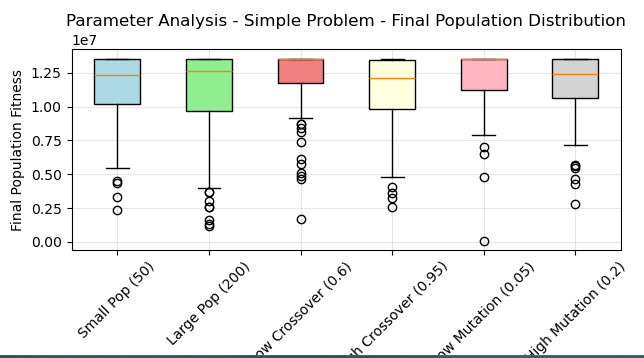 Parameter Analysis - Simple Problem - Final Population Distribution
1e7
Final Population Fitness
1.25
1.00
0.75
0.50
0.25
0.00
Small Pop (50)
Large Pop (200)
ow Crossover (0.6)
h Crossover (0.95)
ow Mutation (0.05)
High Mutation (0.2)